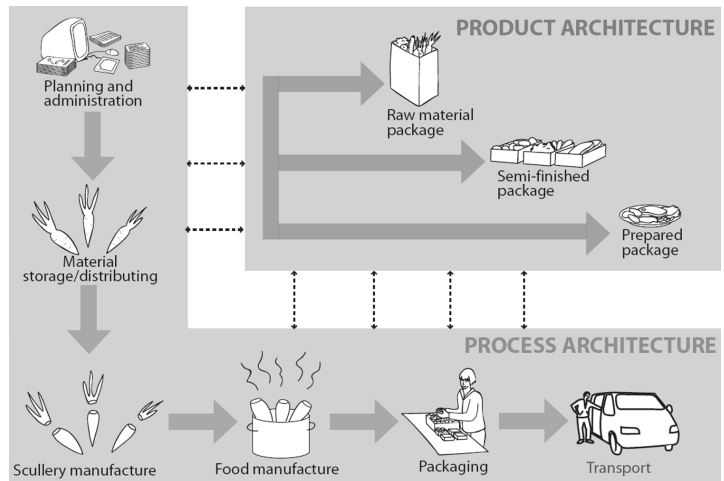 PRODUCT ARCHITECTURE
Planning and
administration
Raw material
package
Semi-finished
package
Prepared
package
Material
storage/distributing
PROCESS ARCHITECTURE
Scullery manufacture
Food manufacture
Packaging
Transport